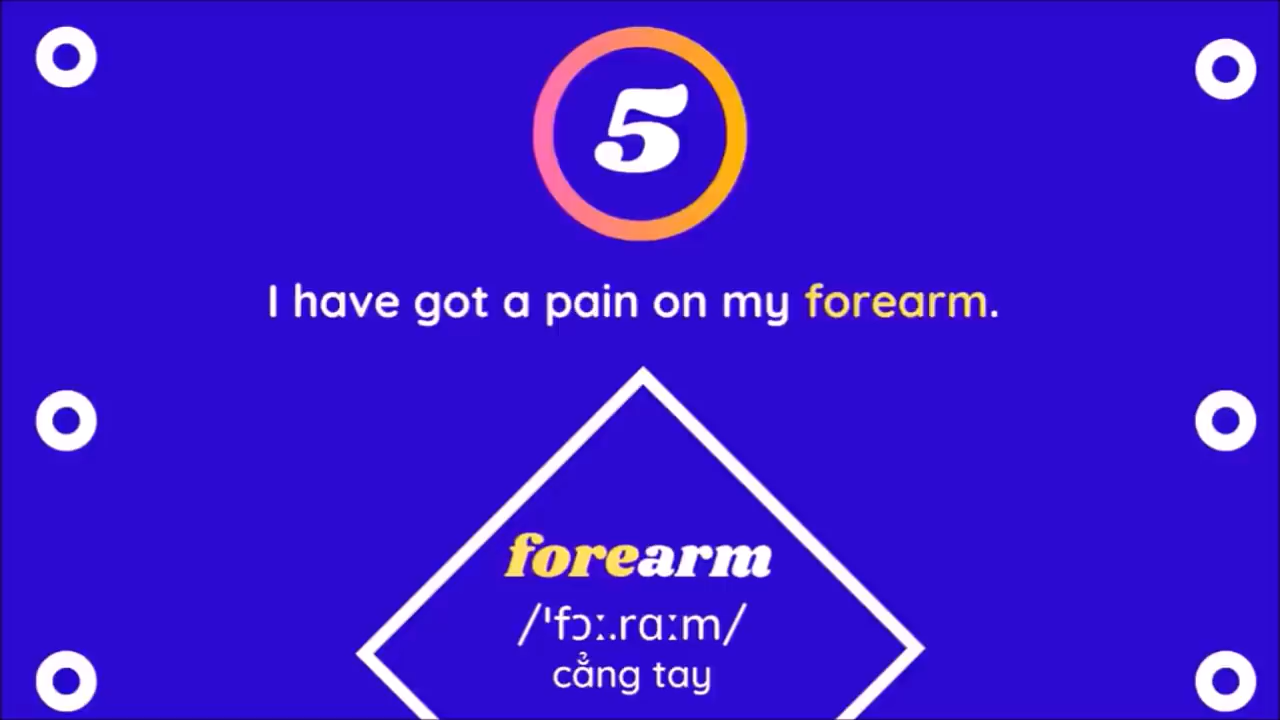 5
I have got a pain on my forearm.
forearm
/ˈfɔː.rɑːm/
cẳng tay